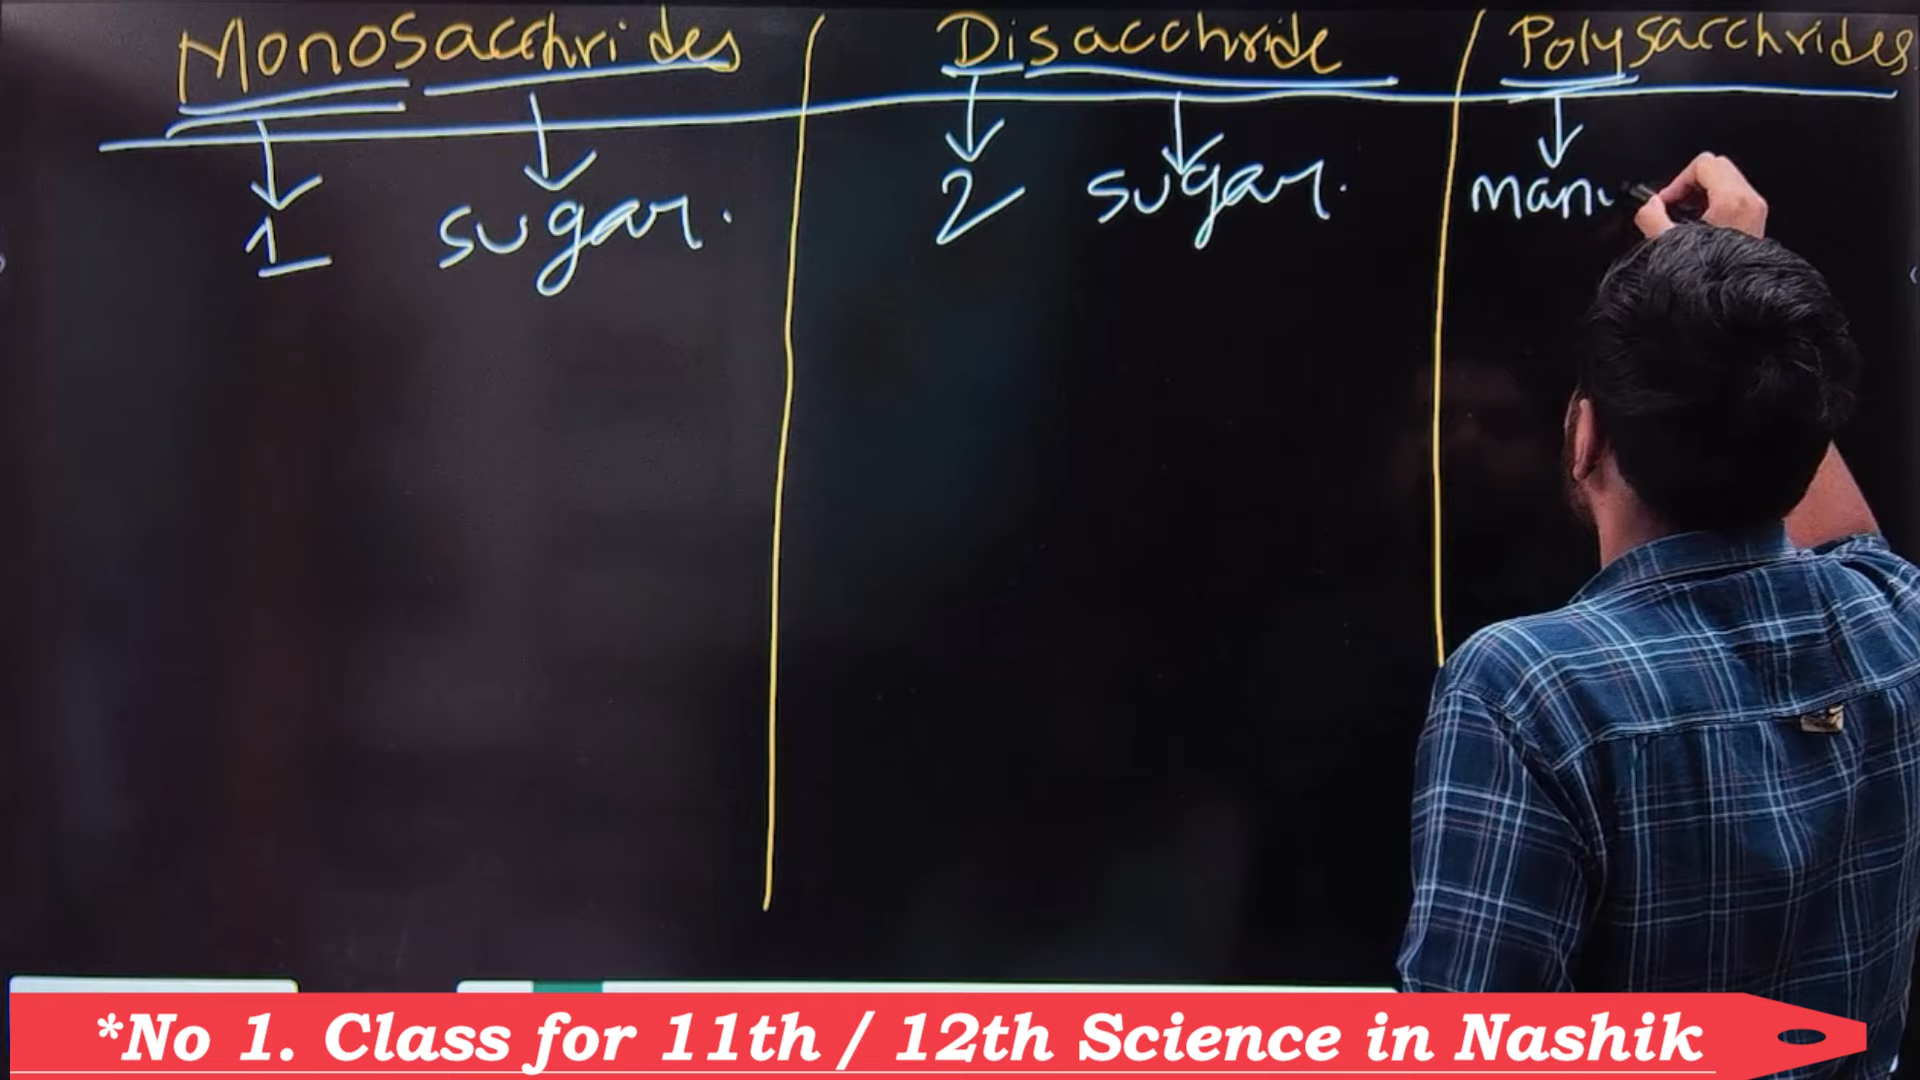 Monosacchrides Disacchride Polysacchrides
1 sugar. 2 sugar. man
*No 1. Class for 11th / 12th Science in Nashik